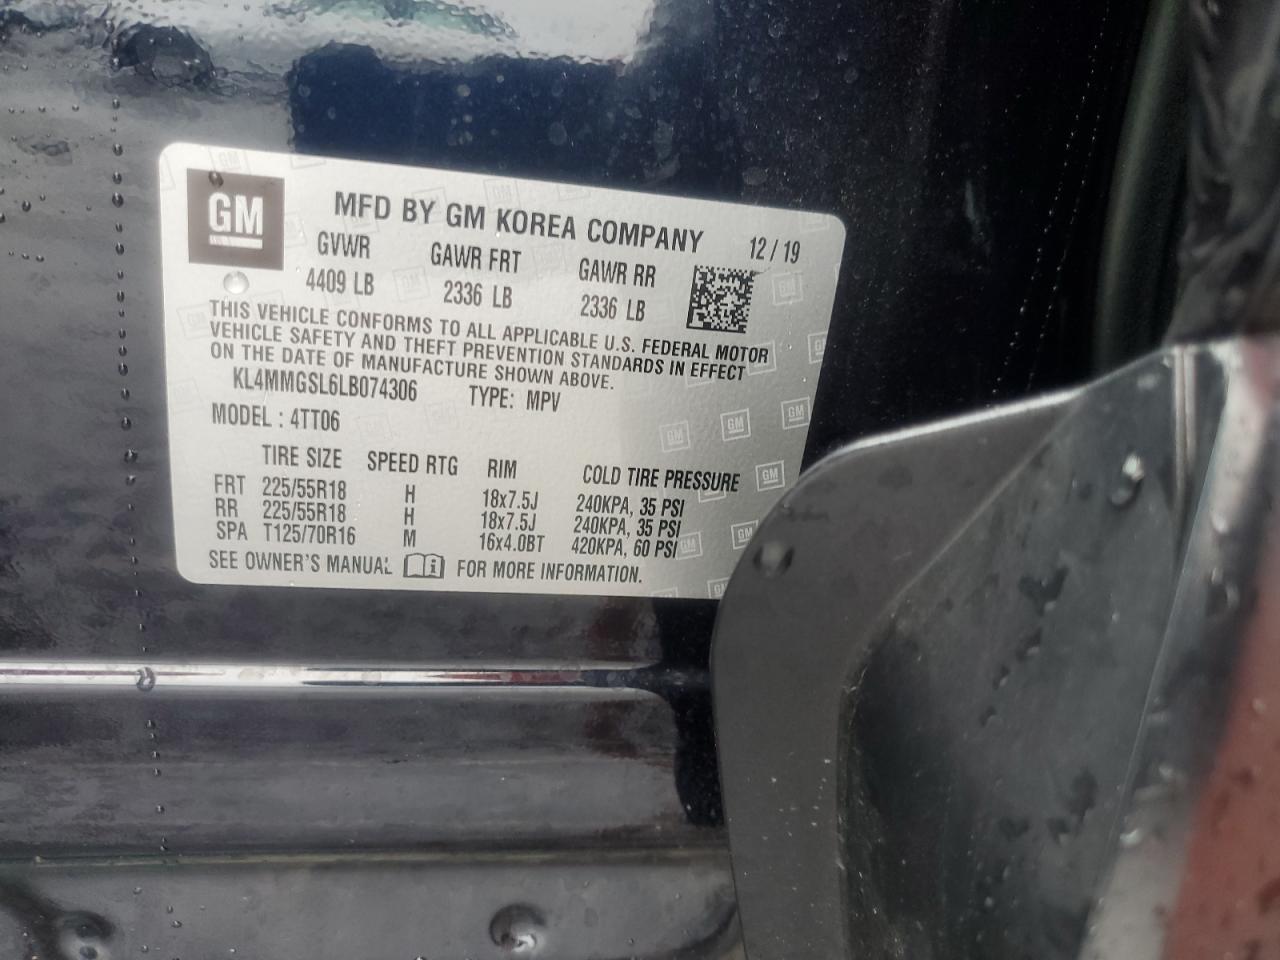 GM
MFD BY GM KOREA COMPANY 12 / 19
GVWR GAWR FRT GAWR RR
4409 LB 2336 LB 2336 LB
THIS VEHICLE CONFORMS TO ALL APPLICABLE U.S. FEDERAL MOTOR
VEHICLE SAFETY AND THEFT PREVENTION STANDARDS IN EFFECT
ON THE DATE OF MANUFACTURE SHOWN ABOVE.
KL4MMGSL6LB074306 TYPE: MPV
MODEL : 4TT06
TIRE SIZE SPEED RTG RIM COLD TIRE PRESSURE
FRT 225/55R18 H 18x7.5J 240KPA, 35 PSI
RR 225/55R18 H 18x7.5J 240KPA, 35 PSI
SPA T125/70R16 M 16x4.0BT 420KPA, 60 PSI
SEE OWNER'S MANUAL FOR MORE INFORMATION.